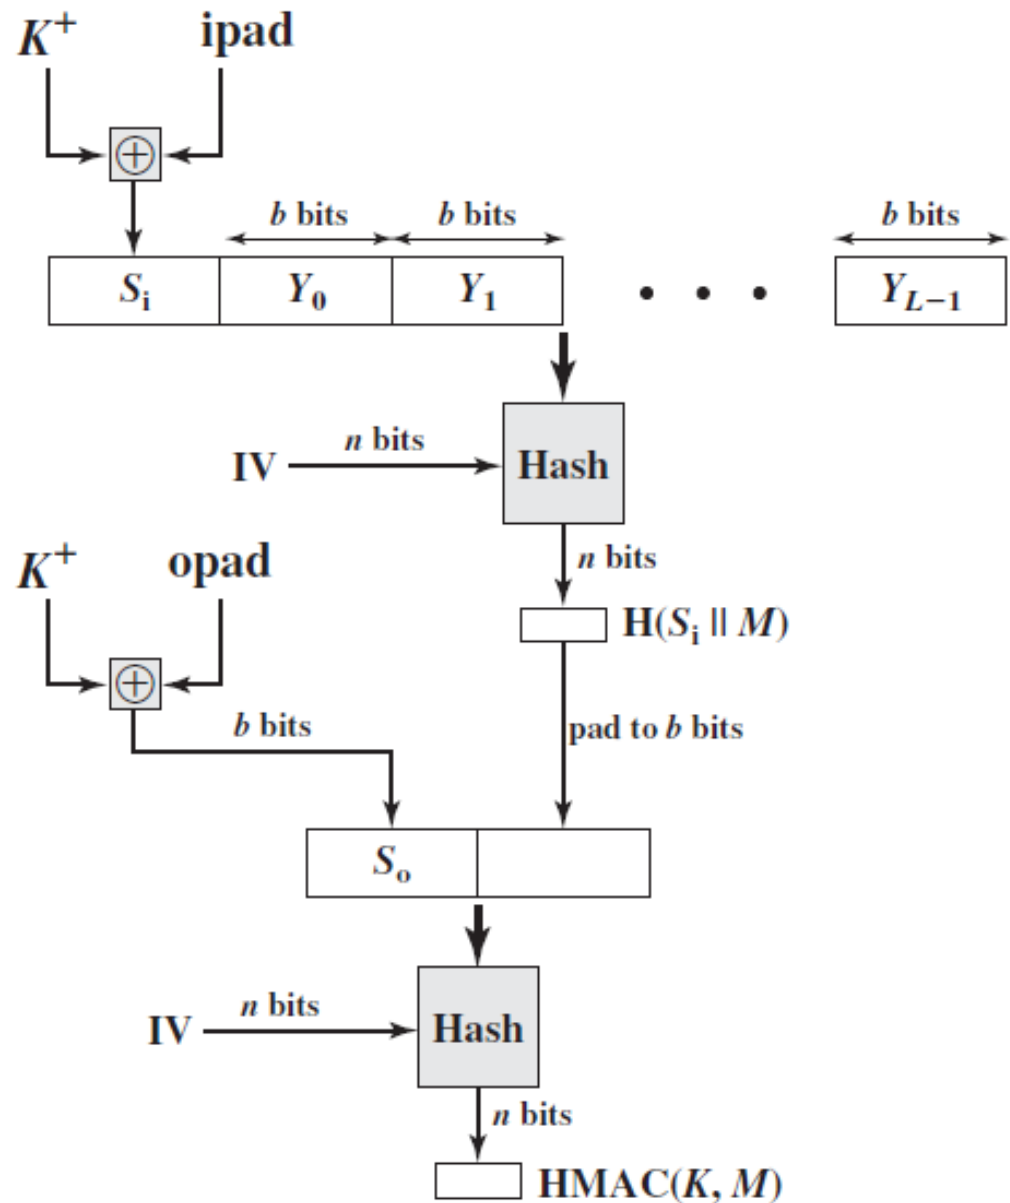 K⁺ ipad
⊕
b bits b bits b bits
Sᵢ Y₀ Y₁ • • • Y_{L−1}
n bits
IV Hash
n bits
K⁺ opad
H(Sᵢ || M)
⊕
b bits pad to b bits
Sₒ
n bits
IV Hash
n bits
HMAC(K, M)